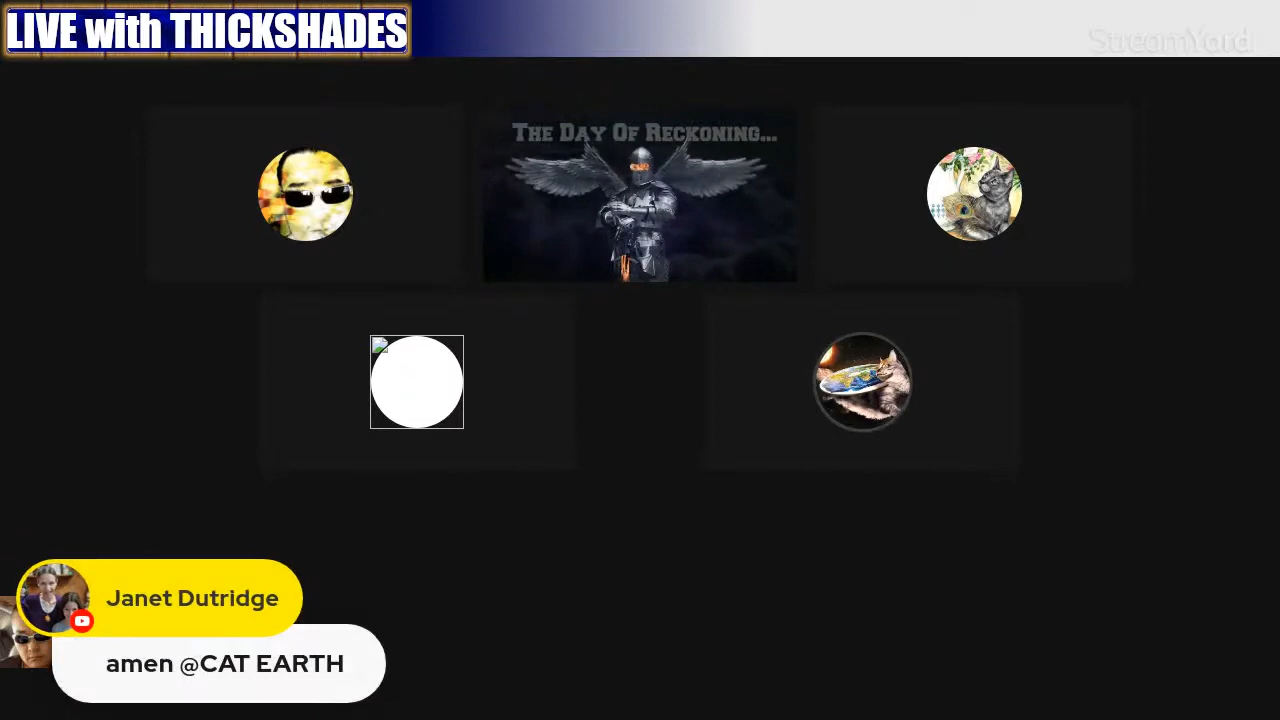 LIVE with THICKSHADES
StreamYard
The Day Of Reckoning...
Janet Dutridge
amen @CAT EARTH